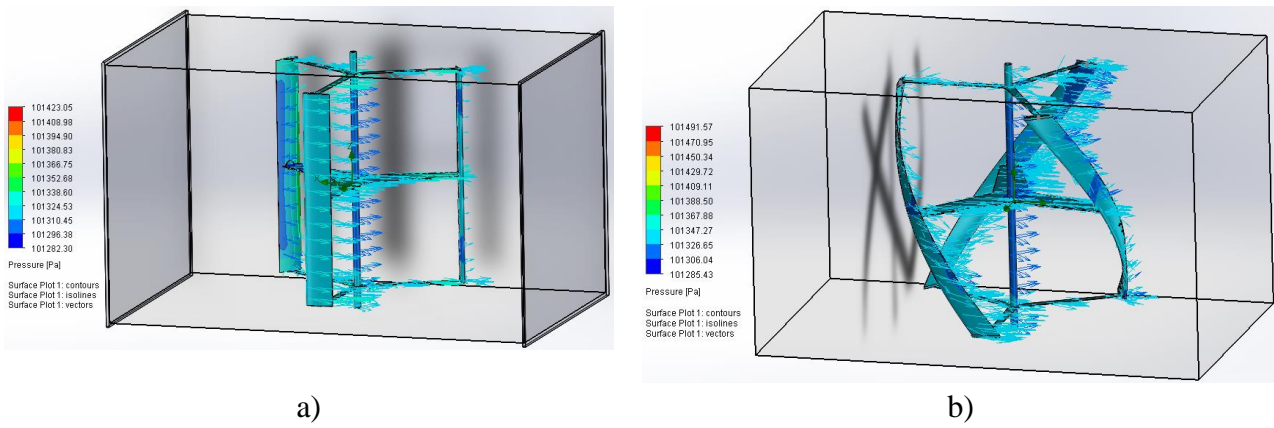 101423.05
101408.98
101394.90
101380.83
101366.75
101352.68
101338.60
101324.53
101310.45
101296.38
101282.30
Pressure [Pa]
Surface Plot 1: contours
Surface Plot 1: isolines
Surface Plot 1: vectors
a)
101491.57
101470.95
101450.34
101429.72
101409.11
101388.50
101367.88
101347.27
101326.65
101306.04
101285.43
Pressure [Pa]
Surface Plot 1: contours
Surface Plot 1: isolines
Surface Plot 1: vectors
b)